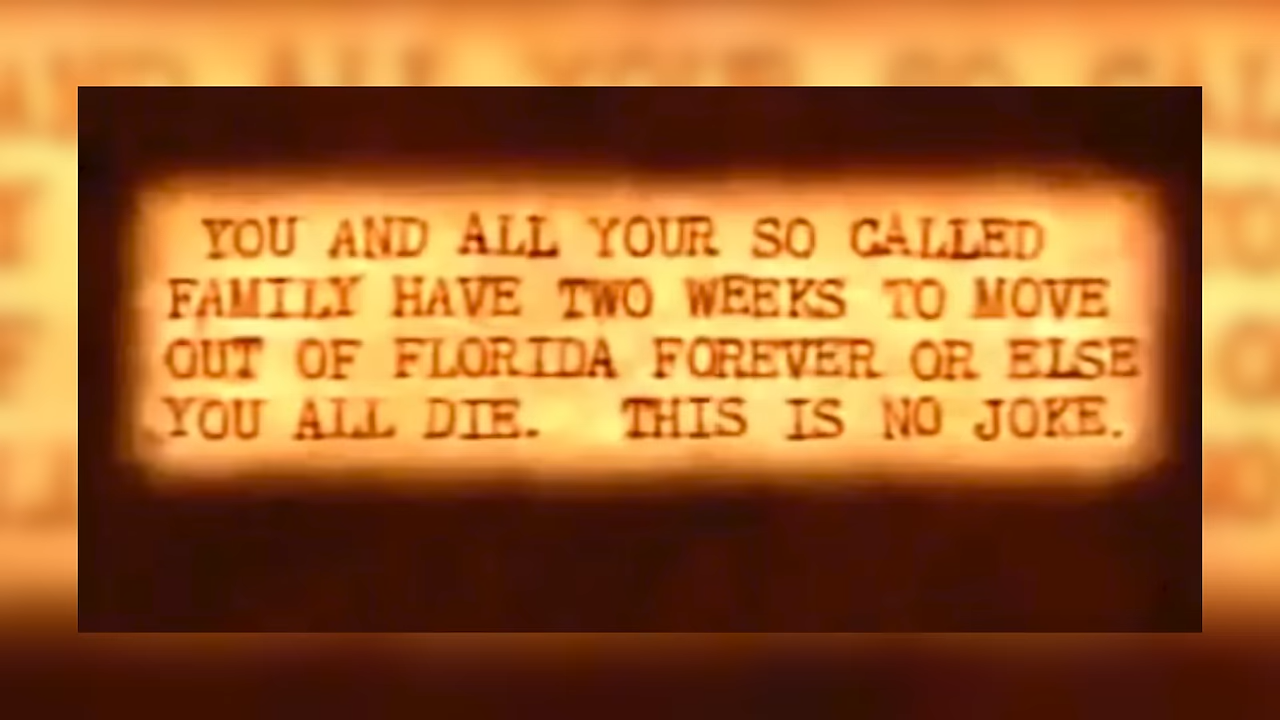 YOU AND ALL YOUR SO CALLED
FAMILY HAVE TWO WEEKS TO MOVE
OUT OF FLORIDA FOREVER OR ELSE
YOU ALL DIE. THIS IS NO JOKE.